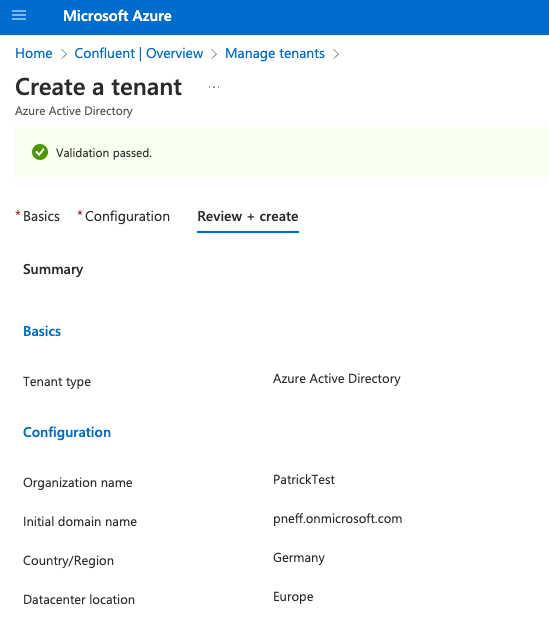 Microsoft Azure
Home > Confluent | Overview > Manage tenants >
Create a tenant ...
Azure Active Directory
Validation passed.
* Basics * Configuration Review + create
Summary
Basics
Tenant type Azure Active Directory
Configuration
Organization name PatrickTest
Initial domain name pneff.onmicrosoft.com
Country/Region Germany
Datacenter location Europe